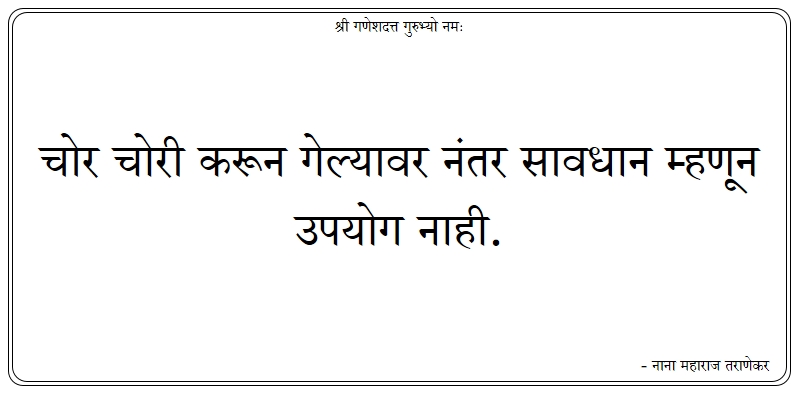 श्री गणेशदत्त गुरुभ्यो नमः
चोर चोरी करून गेल्यावर नंतर सावधान म्हणून
उपयोग नाही.
- नाना महाराज तराणेकर